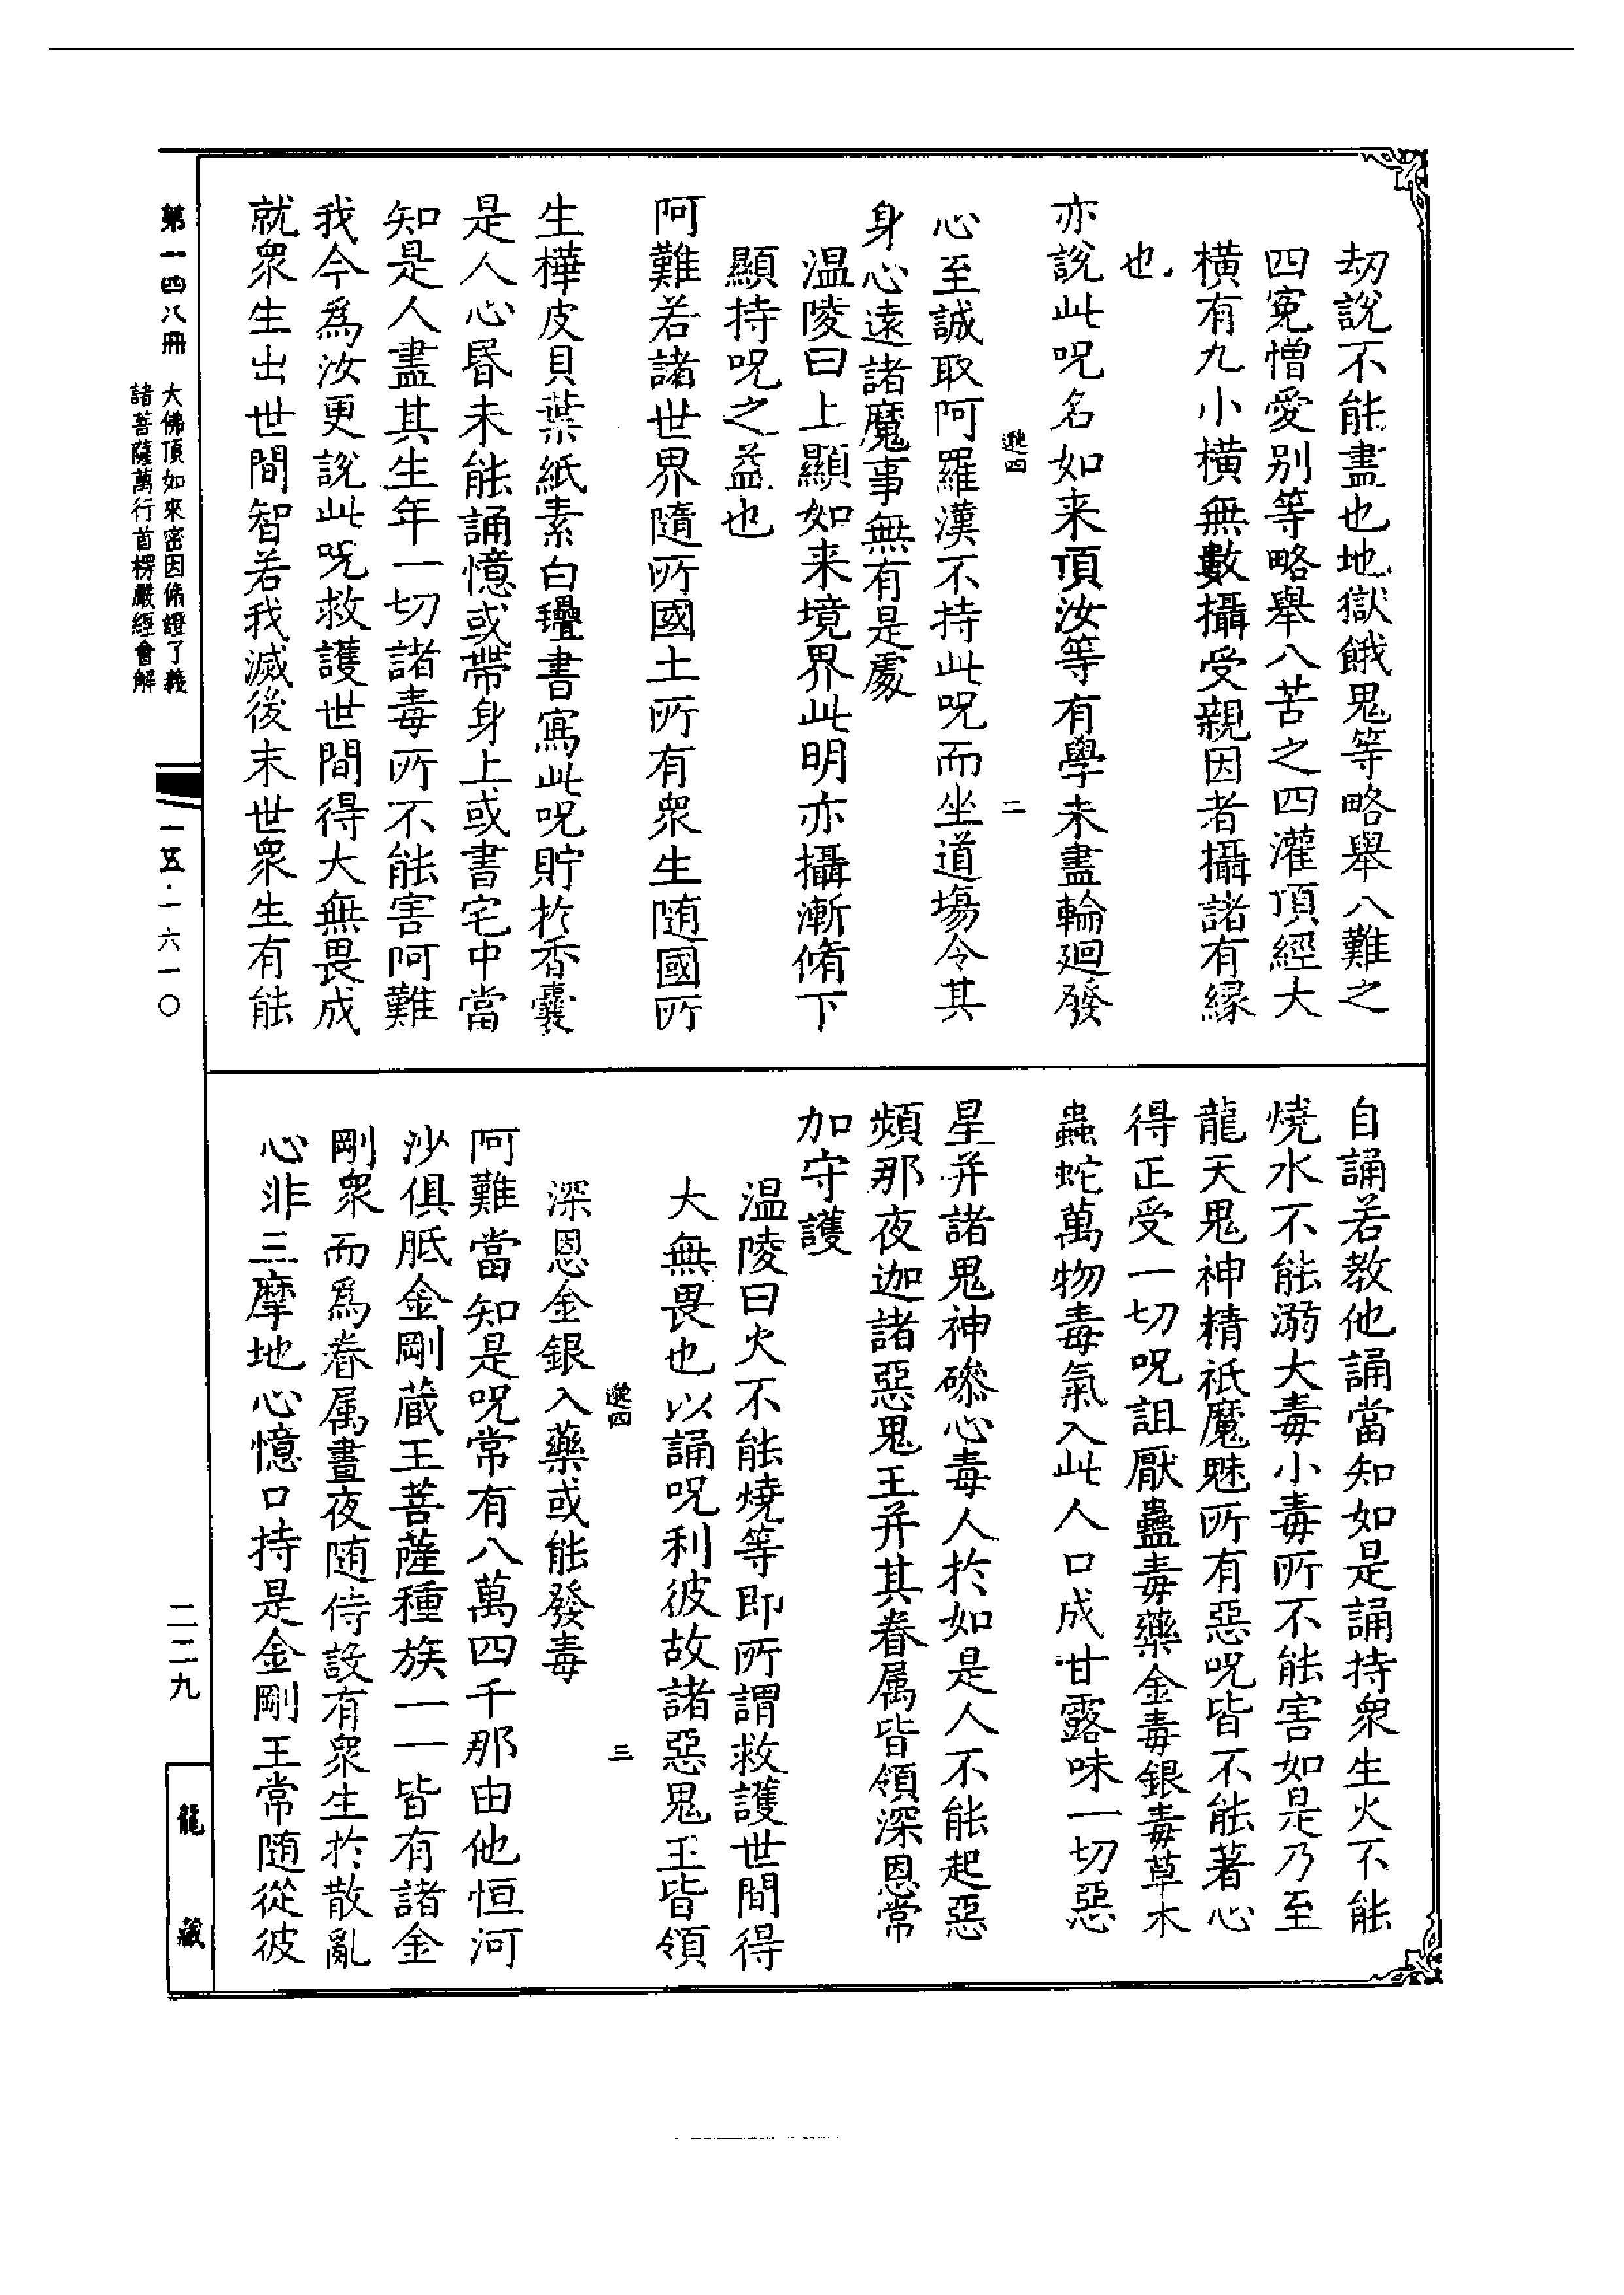 劫說不能盡也地獄餓鬼等略舉八難之
四冤憎愛別等略舉八苦之四灌頂經大
橫有九小橫無數攝受親因者攝諸有緣
也
亦說此呪名如来頂汝等有學未盡輪廻發
邈四
二
心至誠取阿羅漢不持此呪而坐道場令其
身心遠諸魔事無有是處
温陵曰上顯如来境界此明亦攝漸脩下
顯持呪之益也
阿難若諸世界隨所國土所有衆生隨國所
生樺皮貝葉紙素白㲲書寫此呪貯於香囊
是人心昬未能誦憶或帶身上或書宅中當
知是人盡其生年一切諸毒所不能害阿難
我今爲汝更說此呪救護世間得大無畏成
就衆生出世間智若我滅後末世衆生有能
自誦若教他誦當知如是誦持衆生火不能
燒水不能溺大毒小毒所不能害如是乃至
龍天鬼神精祇魔魅所有惡呪皆不能著心
得正受一切呪詛厭蠱毒藥金毒銀毒草木
蟲蛇萬物毒氣入此人口成甘露味一切惡
星并諸鬼神磣心毒人於如是人不能起惡
頻那夜迦諸惡鬼王并其眷属皆領深恩常
加守護
温陵曰火不能燒等即所謂救護世間得
大無畏也以誦呪利彼故諸惡鬼王皆領
邈四
三
深恩金銀入藥或能發毒
阿難當知是呪常有八萬四千那由他恒河
沙俱胝金剛藏王菩薩種族一一皆有諸金
剛衆而爲眷属晝夜随侍設有衆生於散亂
心非三摩地心憶口持是金剛王常隨從彼
第一四八冊
大佛頂如來密因脩證了義
諸菩薩萬行首楞嚴經會解
一五·一六一〇
二二九
龍藏